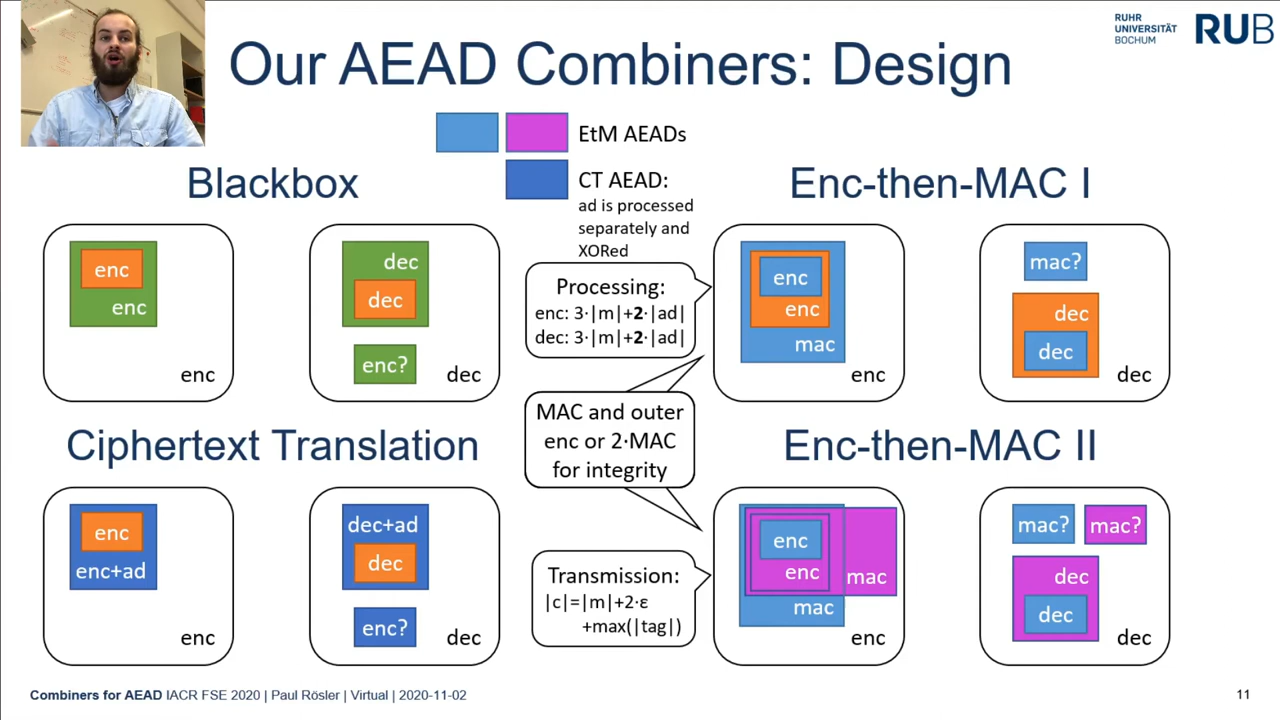 RUHR
UNIVERSITÄT
BOCHUM
RUB
Our AEAD Combiners: Design
EtM AEADs
CT AEAD:
ad is processed
separately and
XORed
Blackbox
enc
enc
enc
dec
dec
enc?
dec
Enc-then-MAC I
Processing:
enc: 3·|m|+2·|ad|
dec: 3·|m|+2·|ad|
enc
enc
mac
enc
mac?
dec
dec
dec
MAC and outer
enc or 2·MAC
for integrity
Ciphertext Translation
enc
enc+ad
enc
dec+ad
dec
enc?
dec
Enc-then-MAC II
Transmission:
|c|=|m|+2·ε
+max(|tag|)
enc
enc
mac
mac
enc
mac? mac?
dec
dec
dec
Combiners for AEAD IACR FSE 2020 | Paul Rösler | Virtual | 2020-11-02
11